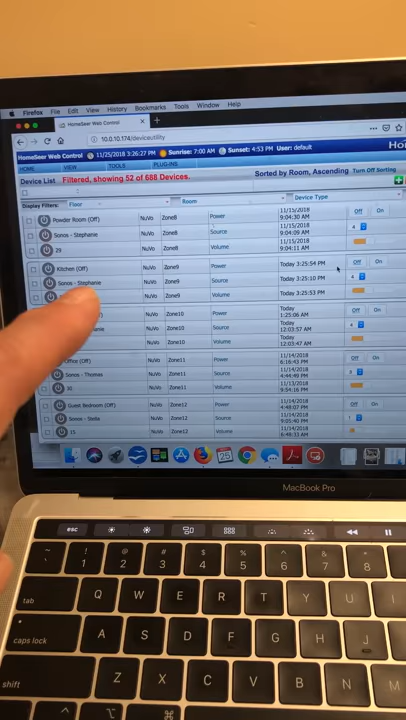 Firefox File Edit View History Bookmarks Tools Window Help
HomeSeer Web Control
10.0.10.174/deviceutility
HomeSeer Web Control 11/25/2018 3:26:27 PM Sunrise: 7:00 AM Sunset: 4:53 PM User: default
HOME VIEW TOOLS PLUG-INS
Device List Filtered, showing 52 of 688 Devices. Sorted by Room, Ascending Turn Off Sorting
Display Filters: Floor Room Device Type
Powder Room (Off) NuVo Zone8 Power 11/15/2018 9:04:30 AM Off On
Sonos - Stephanie NuVo Zone8 Source 11/15/2018 9:04:09 AM 4
29 NuVo Zone8 Volume 11/15/2018 9:04:11 AM
Kitchen (Off) NuVo Zone9 Power Today 3:25:54 PM Off On
Sonos - Stephanie NuVo Zone9 Source Today 3:25:10 PM 4
NuVo Zone9 Volume Today 3:25:53 PM
NuVo Zone10 Power Today 1:25:06 AM Off On
NuVo Zone10 Source Today 12:03:57 AM 4
NuVo Zone10 Volume Today 12:03:47 AM
Office (Off) NuVo Zone11 Power 11/14/2018 6:16:43 PM Off On
Sonos - Thomas NuVo Zone11 Source 11/14/2018 4:44:49 PM
NuVo Zone11 Volume 11/13/2018 9:54:16 PM
Guest Bedroom (Off) NuVo Zone12 Power 11/14/2018 4:48:07 PM Off On
Sonos - Stella NuVo Zone12 Source 11/14/2018 9:05:40 PM 1
15 NuVo Zone12 Volume 11/14/2018
MacBook Pro
esc
~ ! @ # $ % ^ &
` 1 2 3 4 5 6 7
tab Q W E R T Y U I
caps lock A S D F G H J
shift Z X C V B N M